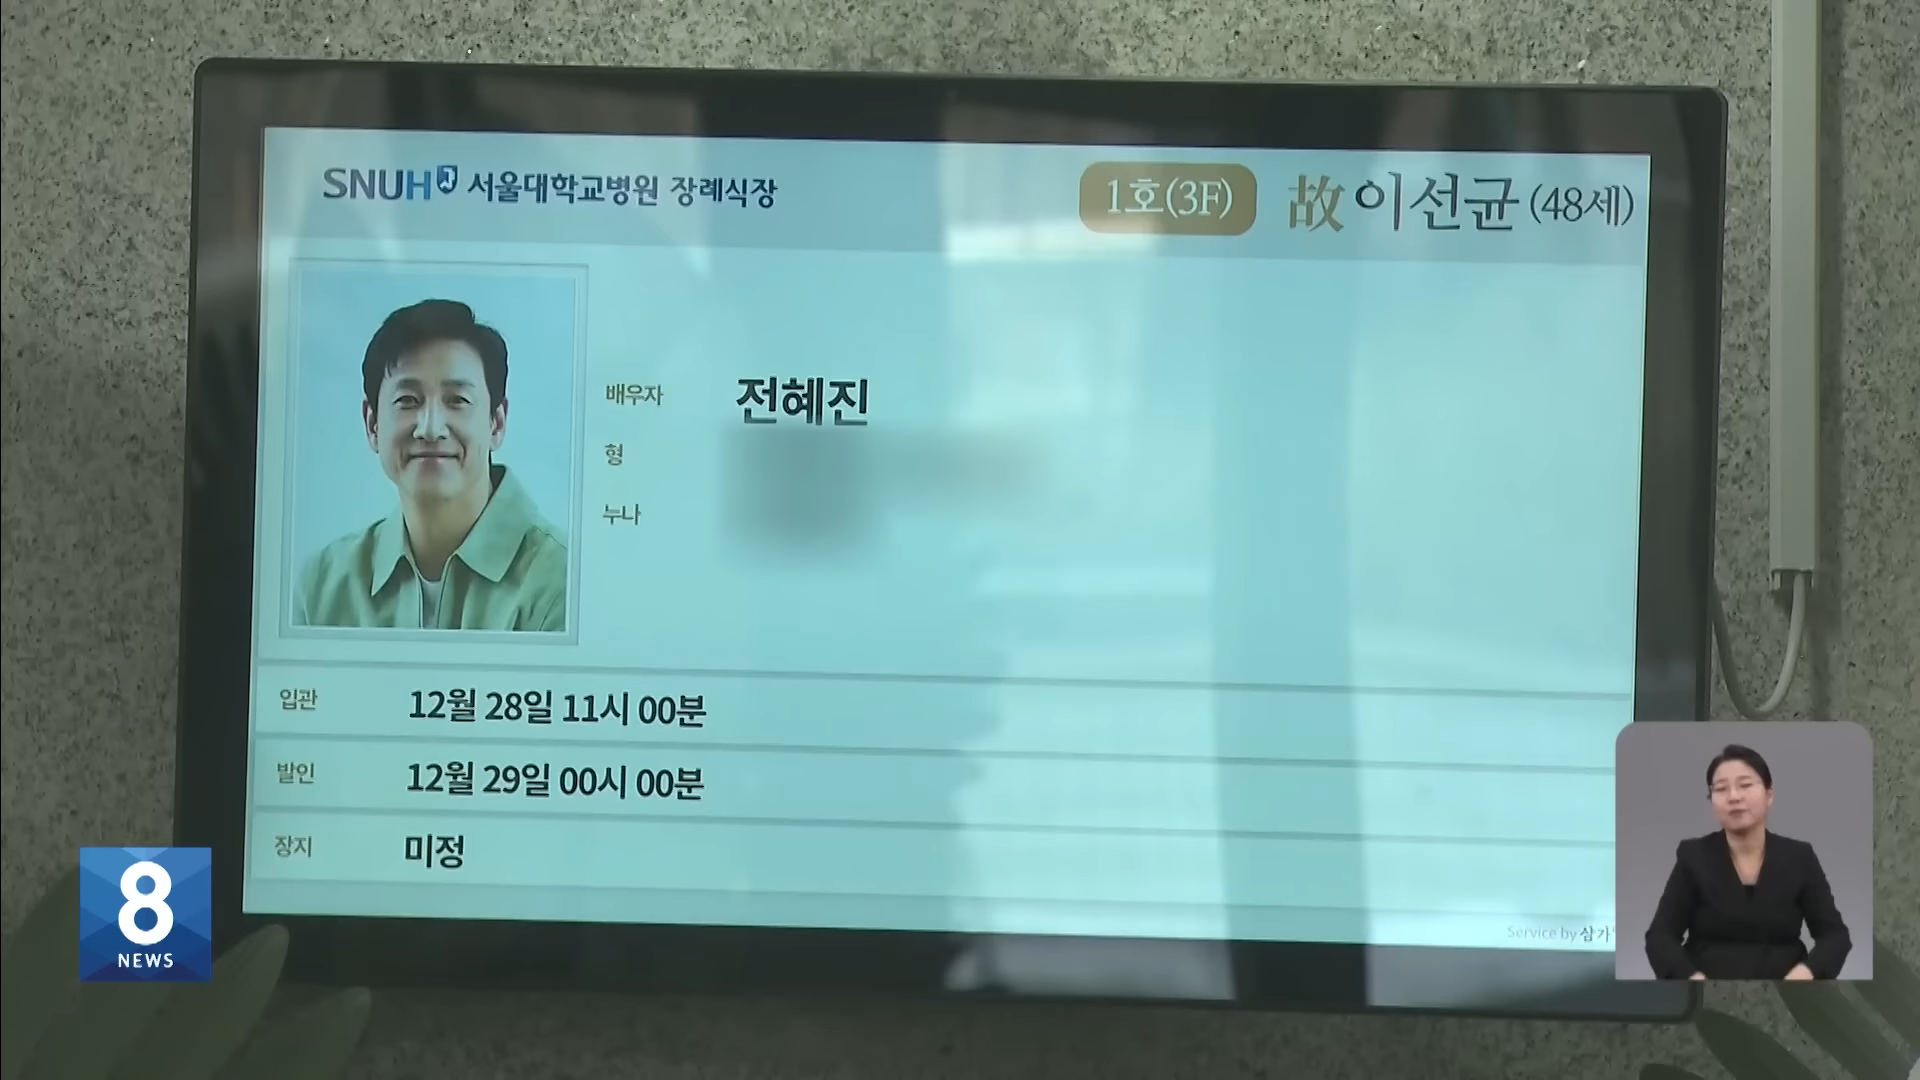 SNUH 서울대학교병원 장례식장
1호(3F) 故 이선균 (48세)
배우자 전혜진
형
누나
입관 12월 28일 11시 00분
발인 12월 29일 00시 00분
장지 미정
Service by 삼가
8
NEWS